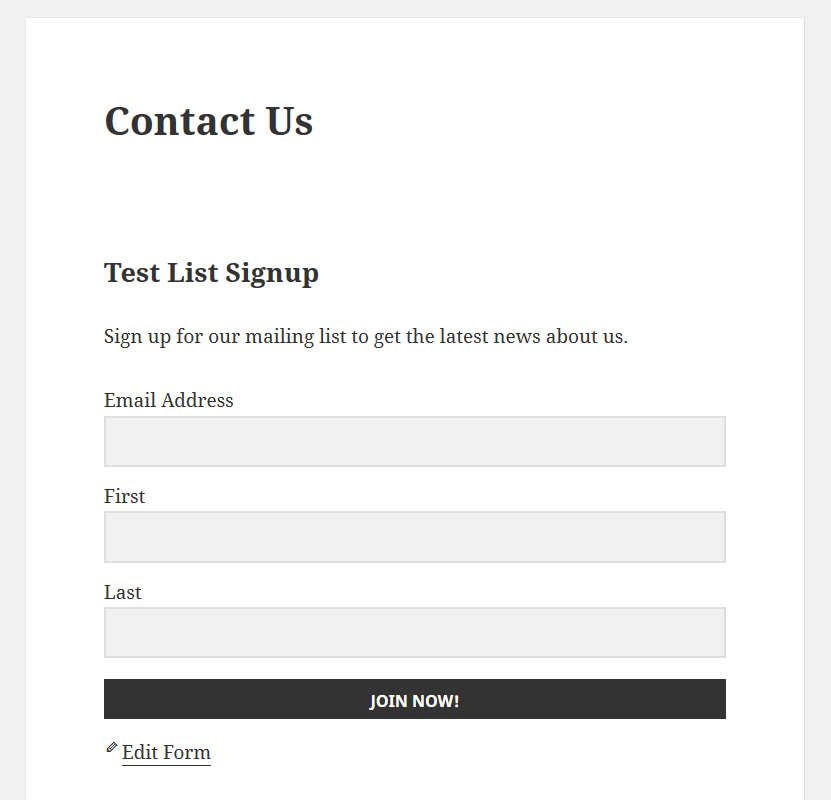 Contact Us
Test List Signup
Sign up for our mailing list to get the latest news about us.
Email Address
First
Last
JOIN NOW!
Edit Form